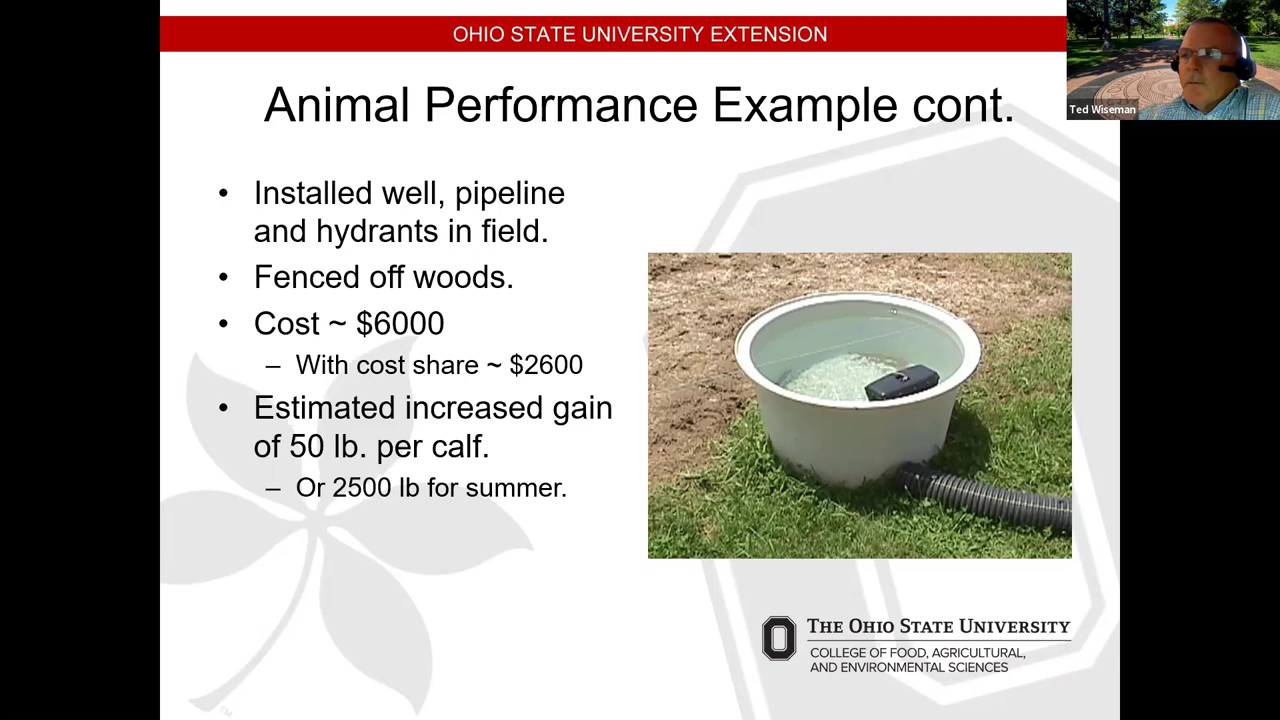 OHIO STATE UNIVERSITY EXTENSION
Ted Wiseman
Animal Performance Example cont.
• Installed well, pipeline
and hydrants in field.
• Fenced off woods.
• Cost ~ $6000
– With cost share ~ $2600
• Estimated increased gain
of 50 lb. per calf.
– Or 2500 lb for summer.
THE OHIO STATE UNIVERSITY
COLLEGE OF FOOD, AGRICULTURAL,
AND ENVIRONMENTAL SCIENCES
TM